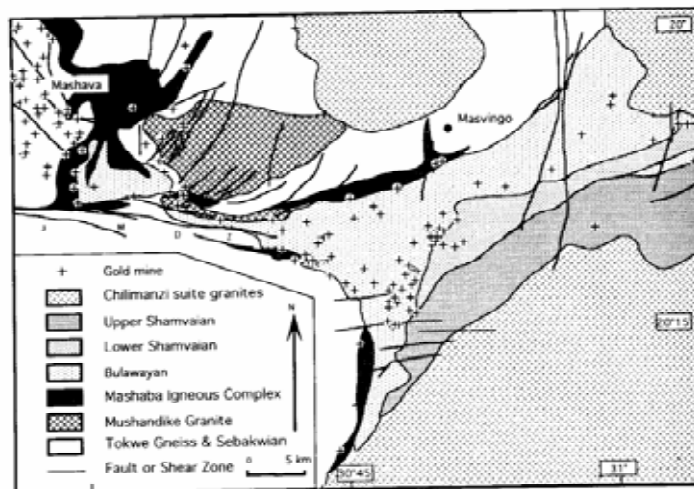 20°
Mashava
Masvingo
J M D Z
Gold mine
Chilimanzi suite granites
Upper Shamvaian
Lower Shamvaian
Bulawayan
Mashaba Igneous Complex
Mushandike Granite
Tokwe Gneiss & Sebakwian
Fault or Shear Zone
N
0 5 km
20°15
30°45
31°